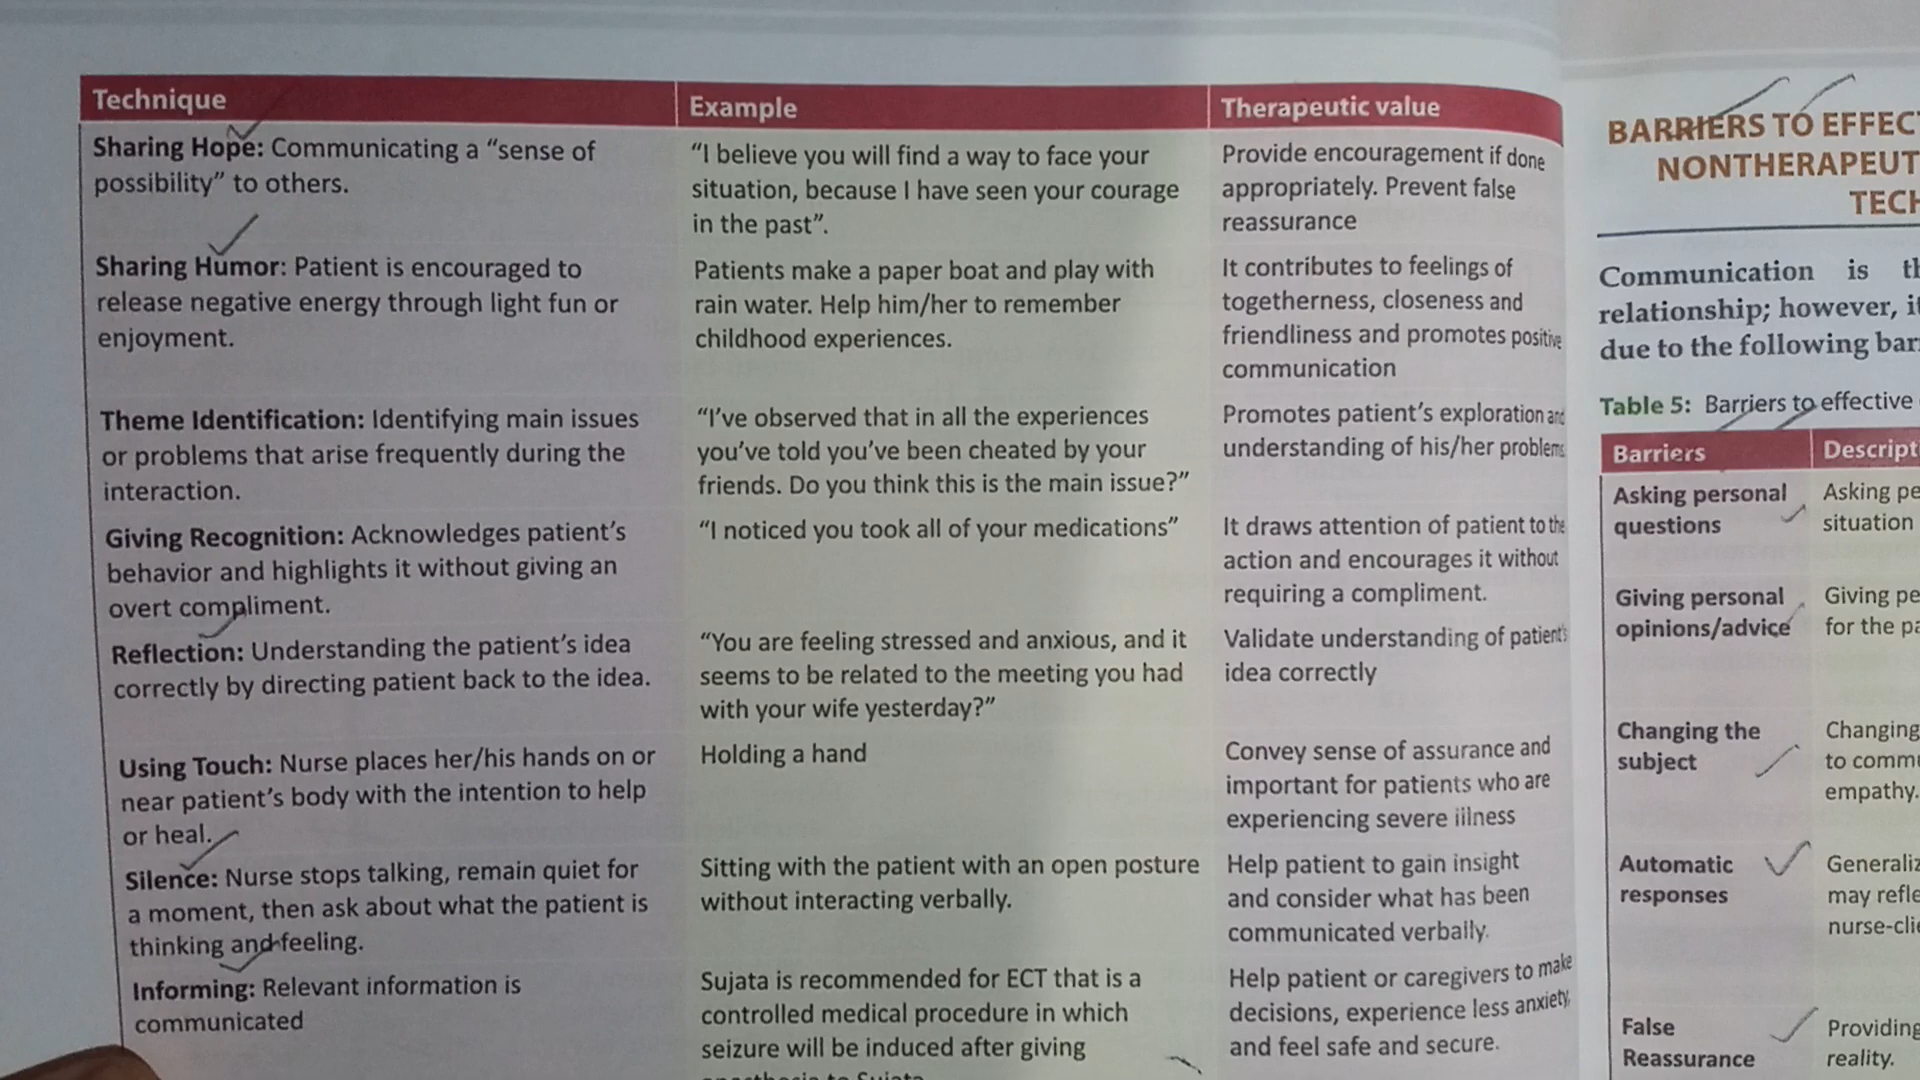 Technique
Example
Therapeutic value
Sharing Hope: Communicating a “sense of
possibility” to others.
“I believe you will find a way to face your
situation, because I have seen your courage
in the past”.
Provide encouragement if done
appropriately. Prevent false
reassurance
Sharing Humor: Patient is encouraged to
release negative energy through light fun or
enjoyment.
Patients make a paper boat and play with
rain water. Help him/her to remember
childhood experiences.
It contributes to feelings of
togetherness, closeness and
friendliness and promotes positive
communication
Theme Identification: Identifying main issues
or problems that arise frequently during the
interaction.
“I’ve observed that in all the experiences
you’ve told you’ve been cheated by your
friends. Do you think this is the main issue?”
Promotes patient’s exploration and
understanding of his/her problems
Giving Recognition: Acknowledges patient’s
behavior and highlights it without giving an
overt compliment.
“I noticed you took all of your medications”
It draws attention of patient to the
action and encourages it without
requiring a compliment.
Reflection: Understanding the patient’s idea
correctly by directing patient back to the idea.
“You are feeling stressed and anxious, and it
seems to be related to the meeting you had
with your wife yesterday?”
Validate understanding of patient’s
idea correctly
Using Touch: Nurse places her/his hands on or
near patient’s body with the intention to help
or heal.
Holding a hand
Convey sense of assurance and
important for patients who are
experiencing severe illness
Silence: Nurse stops talking, remain quiet for
a moment, then ask about what the patient is
thinking and feeling.
Sitting with the patient with an open posture
without interacting verbally.
Help patient to gain insight
and consider what has been
communicated verbally.
Informing: Relevant information is
communicated
Sujata is recommended for ECT that is a
controlled medical procedure in which
seizure will be induced after giving
Help patient or caregivers to make
decisions, experience less anxiety,
and feel safe and secure.
BARRIERS TO EFFEC
NONTHERAPEUT
TECH
Communication is th
relationship; however, it
due to the following bar
Table 5: Barriers to effective
Barriers
Descript
Asking personal
questions
Asking pe
situation
Giving personal
opinions/advice
Giving pe
for the pa
Changing the
subject
Changing
to commu
empathy.
Automatic
responses
Generaliz
may refle
nurse-clie
False
Reassurance
Providing
reality.